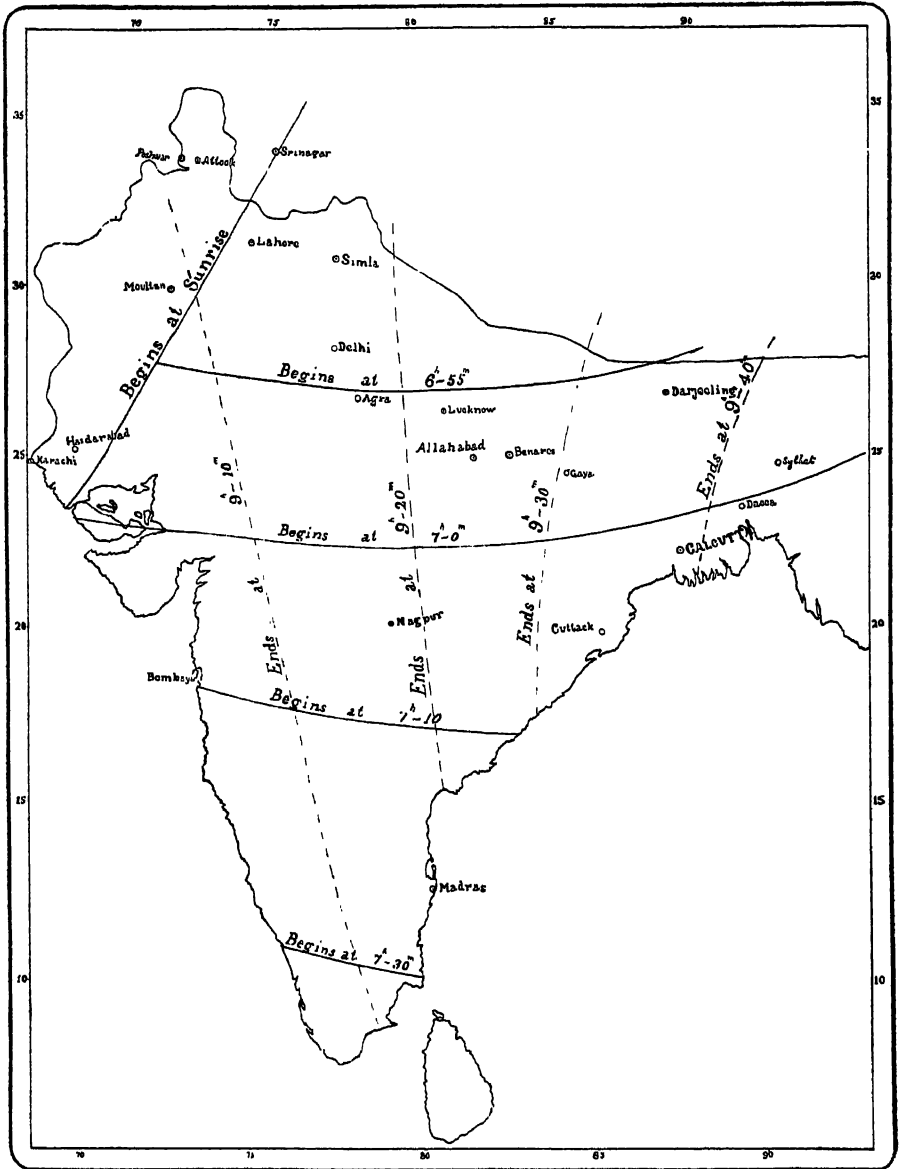 70 75 80 85 90
35 35
Peshwur Attock Srinagar
Lahore
Simla
30 30
Moultan
Begins at Sunrise
Delhi
Begins at 6h-55m
Agra
Lucknow
Darjeeling
Haidarabad
Allahabad
Benares
25 25
Karachi
Gaya
Sylhet
Dacca
Ends at 9h-10m
Ends at 9h-20m
Ends at 9h-30m
Ends at 9h-40m
Begins at 7h-0m
CALCUTTA
20 20
Nagpur
Cuttack
Bombay
Begins at 7h-10
15 15
Madras
Begins at 7h-30m
10 10
70 75 80 85 90